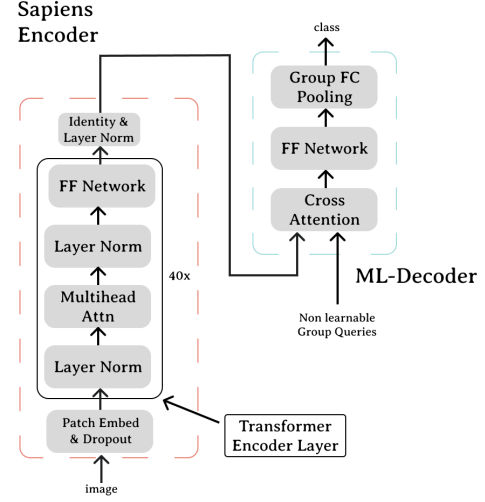 Sapiens
Encoder
Identity &
Layer Norm
FF Network
Layer Norm
Multihead
Attn
Layer Norm
40x
Patch Embed
& Dropout
image
Transformer
Encoder Layer
class
Group FC
Pooling
FF Network
Cross
Attention
ML-Decoder
Non learnable
Group Queries